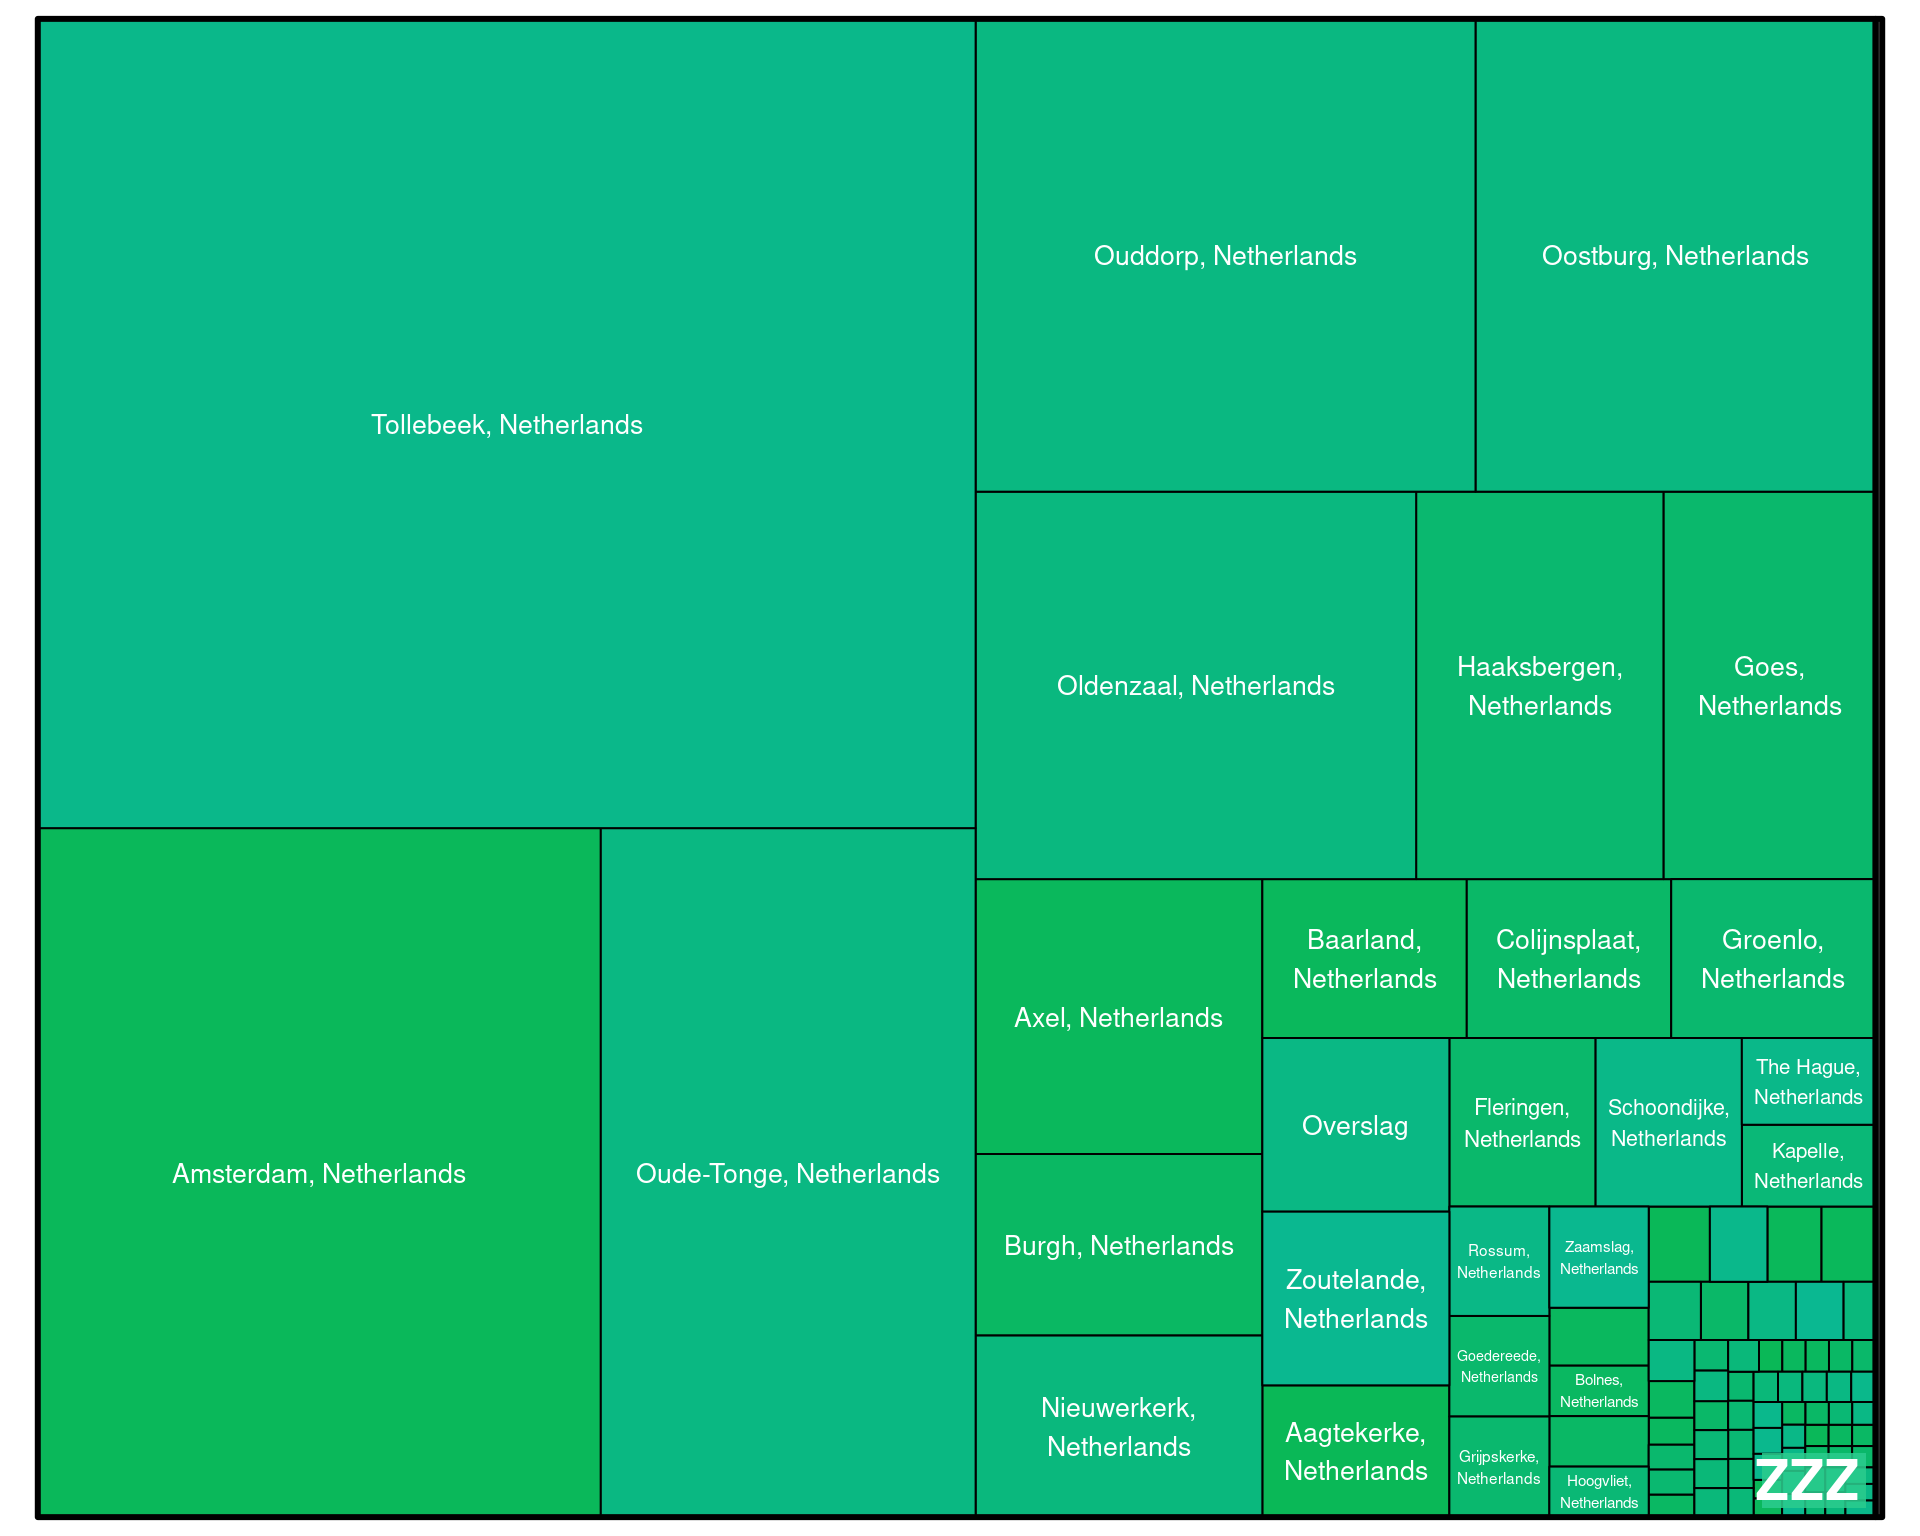 Tollebeek, Netherlands
Ouddorp, Netherlands
Oostburg, Netherlands
Oldenzaal, Netherlands
Haaksbergen,
Netherlands
Goes,
Netherlands
Amsterdam, Netherlands
Oude-Tonge, Netherlands
Axel, Netherlands
Baarland,
Netherlands
Colijnsplaat,
Netherlands
Groenlo,
Netherlands
Burgh, Netherlands
Nieuwerkerk,
Netherlands
Overslag
Fleringen,
Netherlands
Schoondijke,
Netherlands
The Hague,
Netherlands
Kapelle,
Netherlands
Zoutelande,
Netherlands
Aagtekerke,
Netherlands
Rossum,
Netherlands
Zaamslag,
Netherlands
Goedereede,
Netherlands
Bolnes,
Netherlands
Grijpskerke,
Netherlands
Hoogvliet,
Netherlands
ZZZ